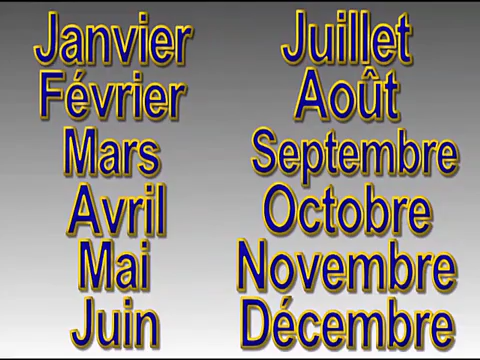 Janvier
Février
Mars
Avril
Mai
Juin
Juillet
Août
Septembre
Octobre
Novembre
Décembre